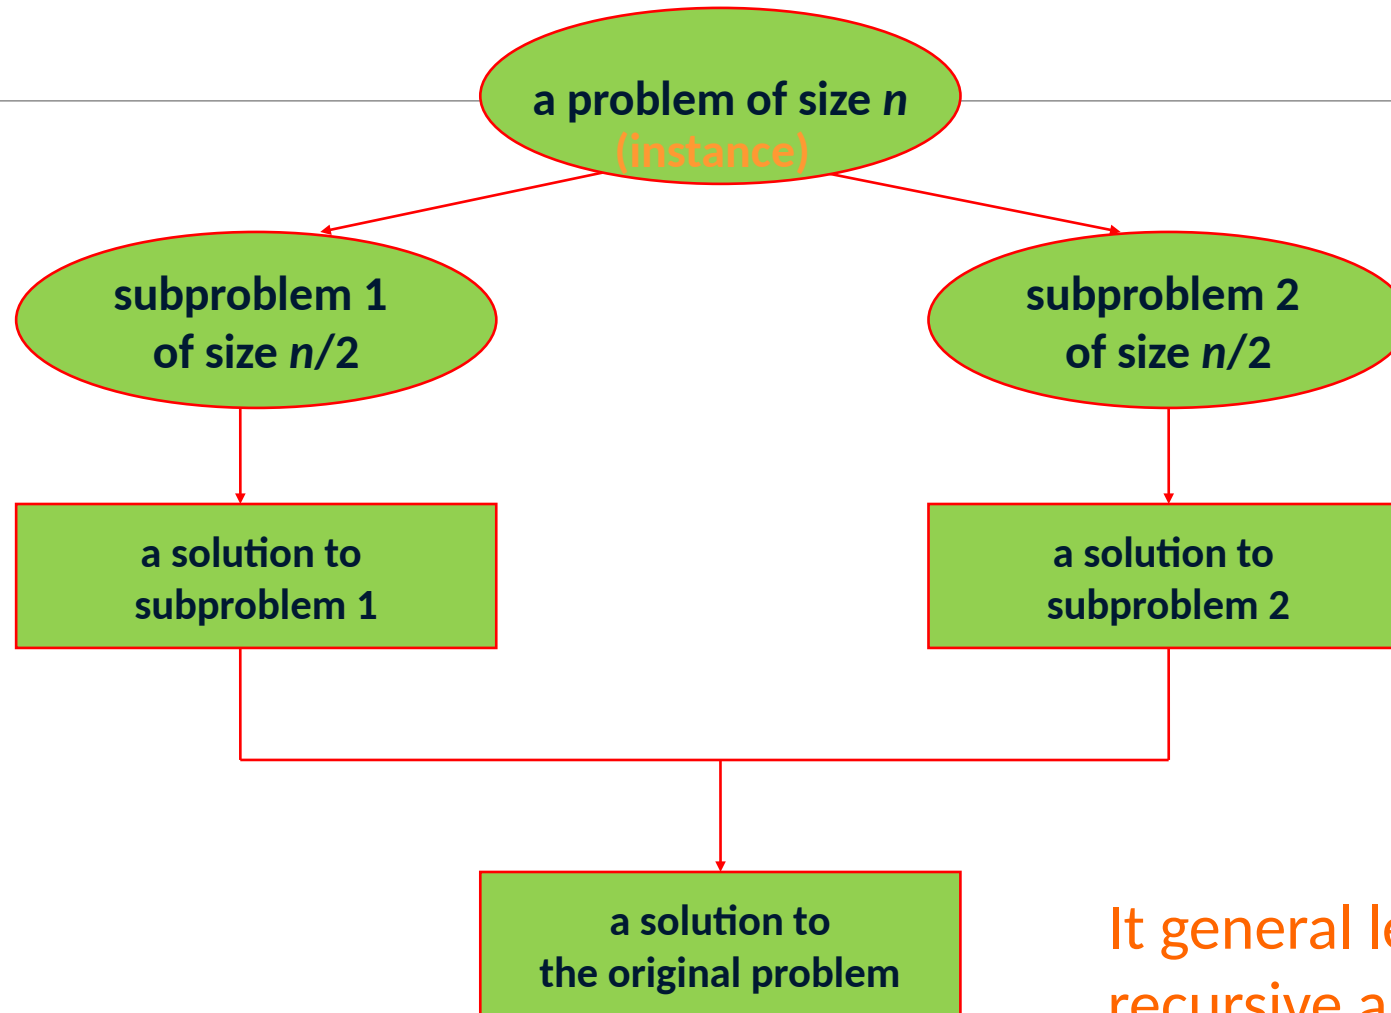 a problem of size n
(instance)
subproblem 1
of size n/2
subproblem 2
of size n/2
a solution to
subproblem 1
a solution to
subproblem 2
a solution to
the original problem
It general
recursive